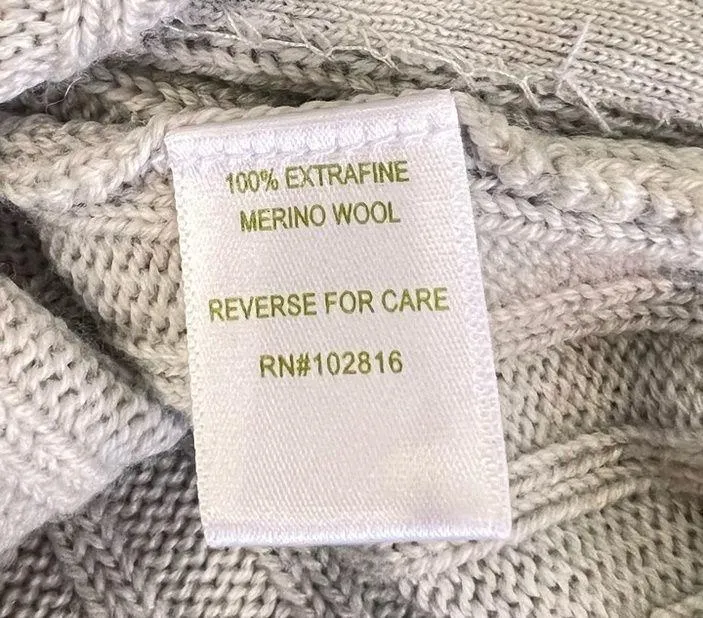 100% EXTRAFINE
MERINO WOOL
REVERSE FOR CARE
RN#102816